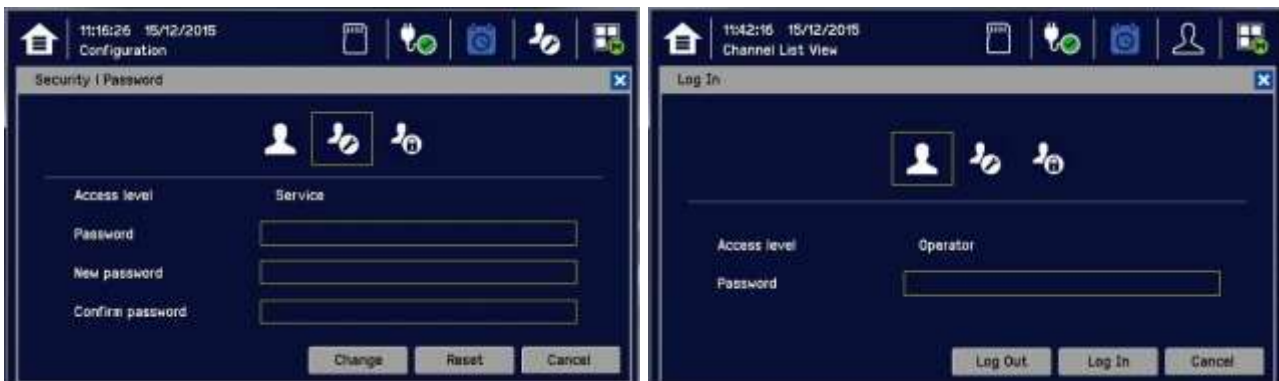 11:16:26 15/12/2015
Configuration
Security | Password
Access level Service
Password
New password
Confirm password
Change Reset Cancel
11:42:16 15/12/2015
Channel List View
Log In
Access level Operator
Password
Log Out Log In Cancel